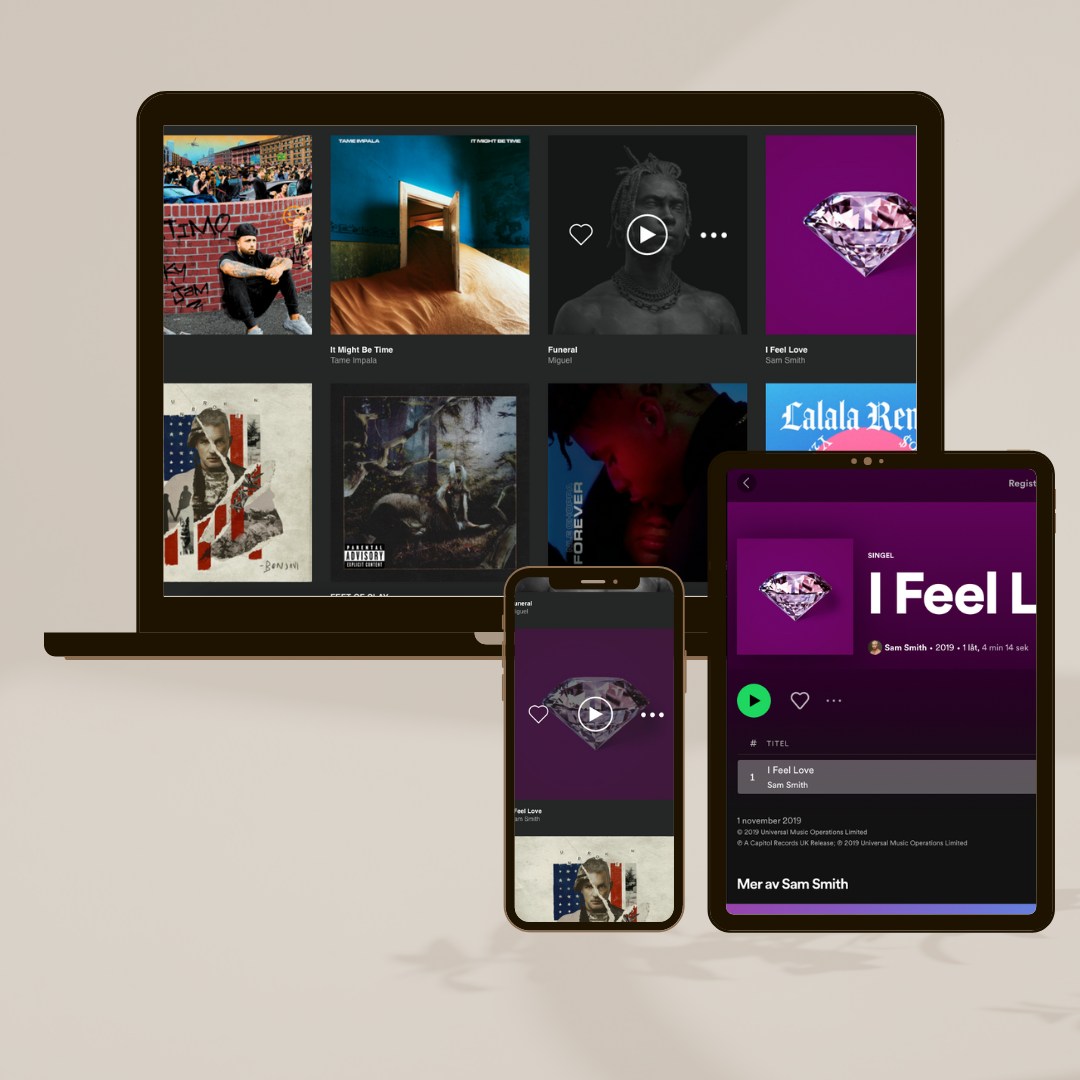 TAME IMPALA
IT MIGHT BE TIME
TIMO
It Might Be Time
Tame Impala
Funeral
Miguel
I Feel Love
Sam Smith
Lalala Rem
PARENTAL
ADVISORY
EXPLICIT CONTENT
FOREVER
-BONJOVI
FEET OF CLAY
uneral
iguel
Feel Love
am Smith
Regist
SINGEL
I Feel L
Sam Smith • 2019 • 1 låt, 4 min 14 sek
# TITEL
1
I Feel Love
Sam Smith
1 november 2019
© 2019 Universal Music Operations Limited
℗ A Capitol Records UK Release; ℗ 2019 Universal Music Operations Limited
Mer av Sam Smith